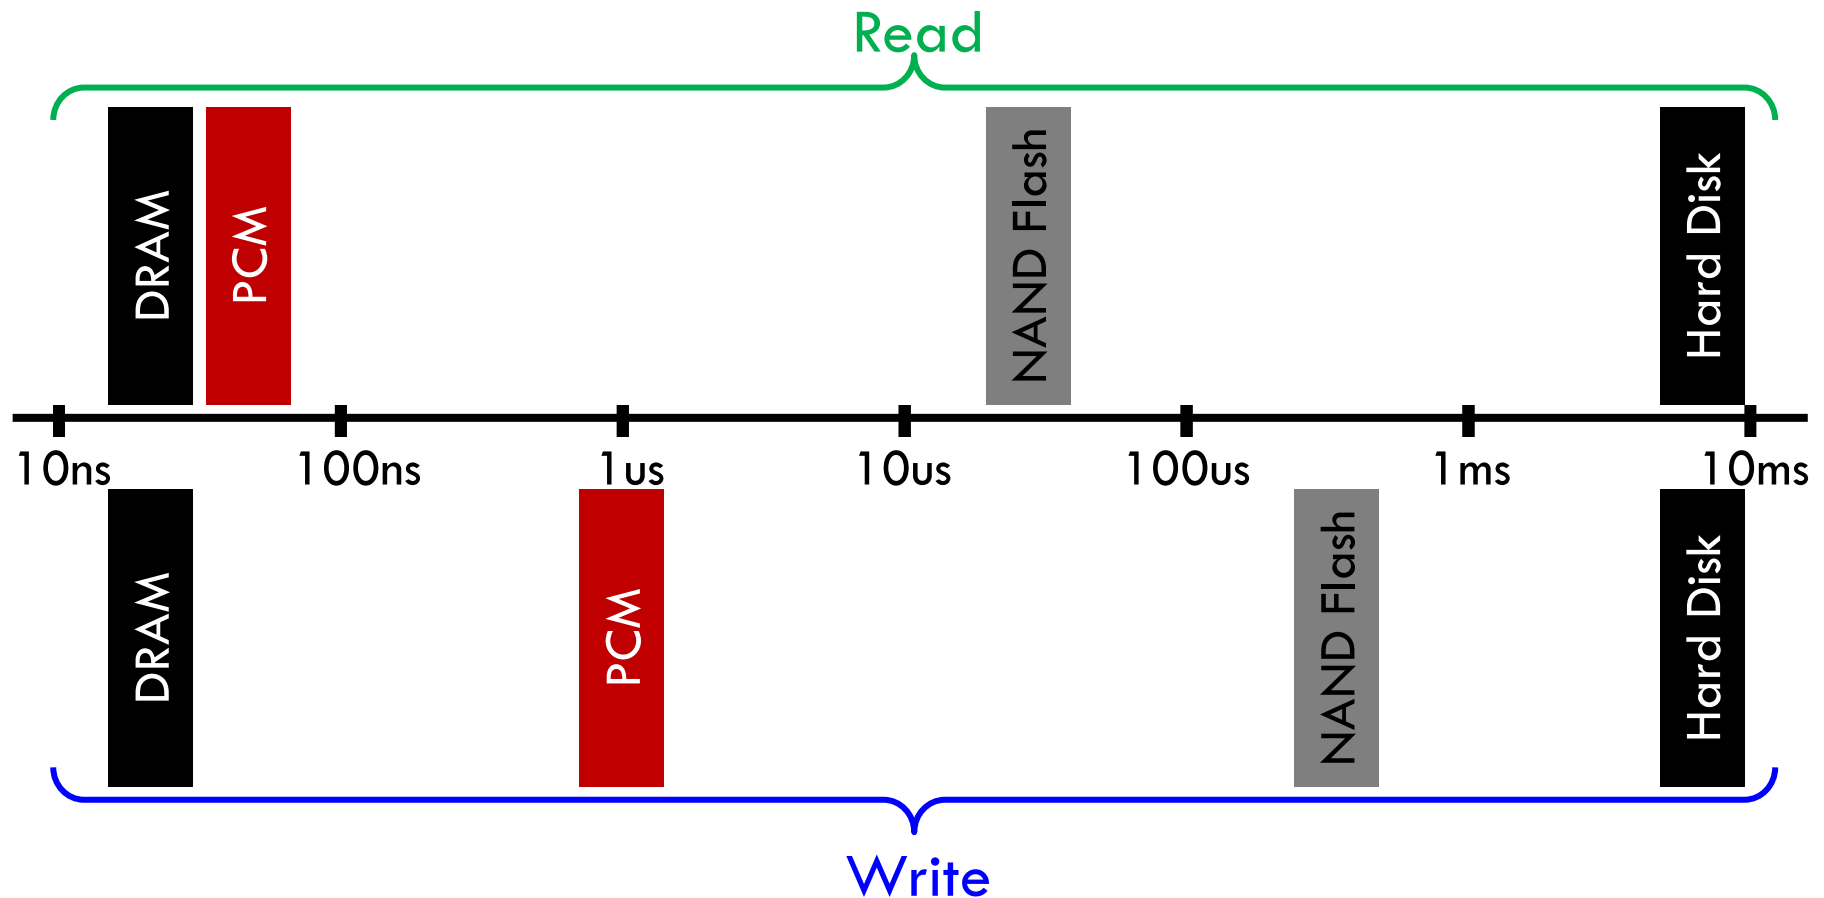 Read
DRAM
PCM
NAND Flash
Hard Disk
10ns
100ns
1us
10us
100us
1ms
10ms
DRAM
PCM
NAND Flash
Hard Disk
Write